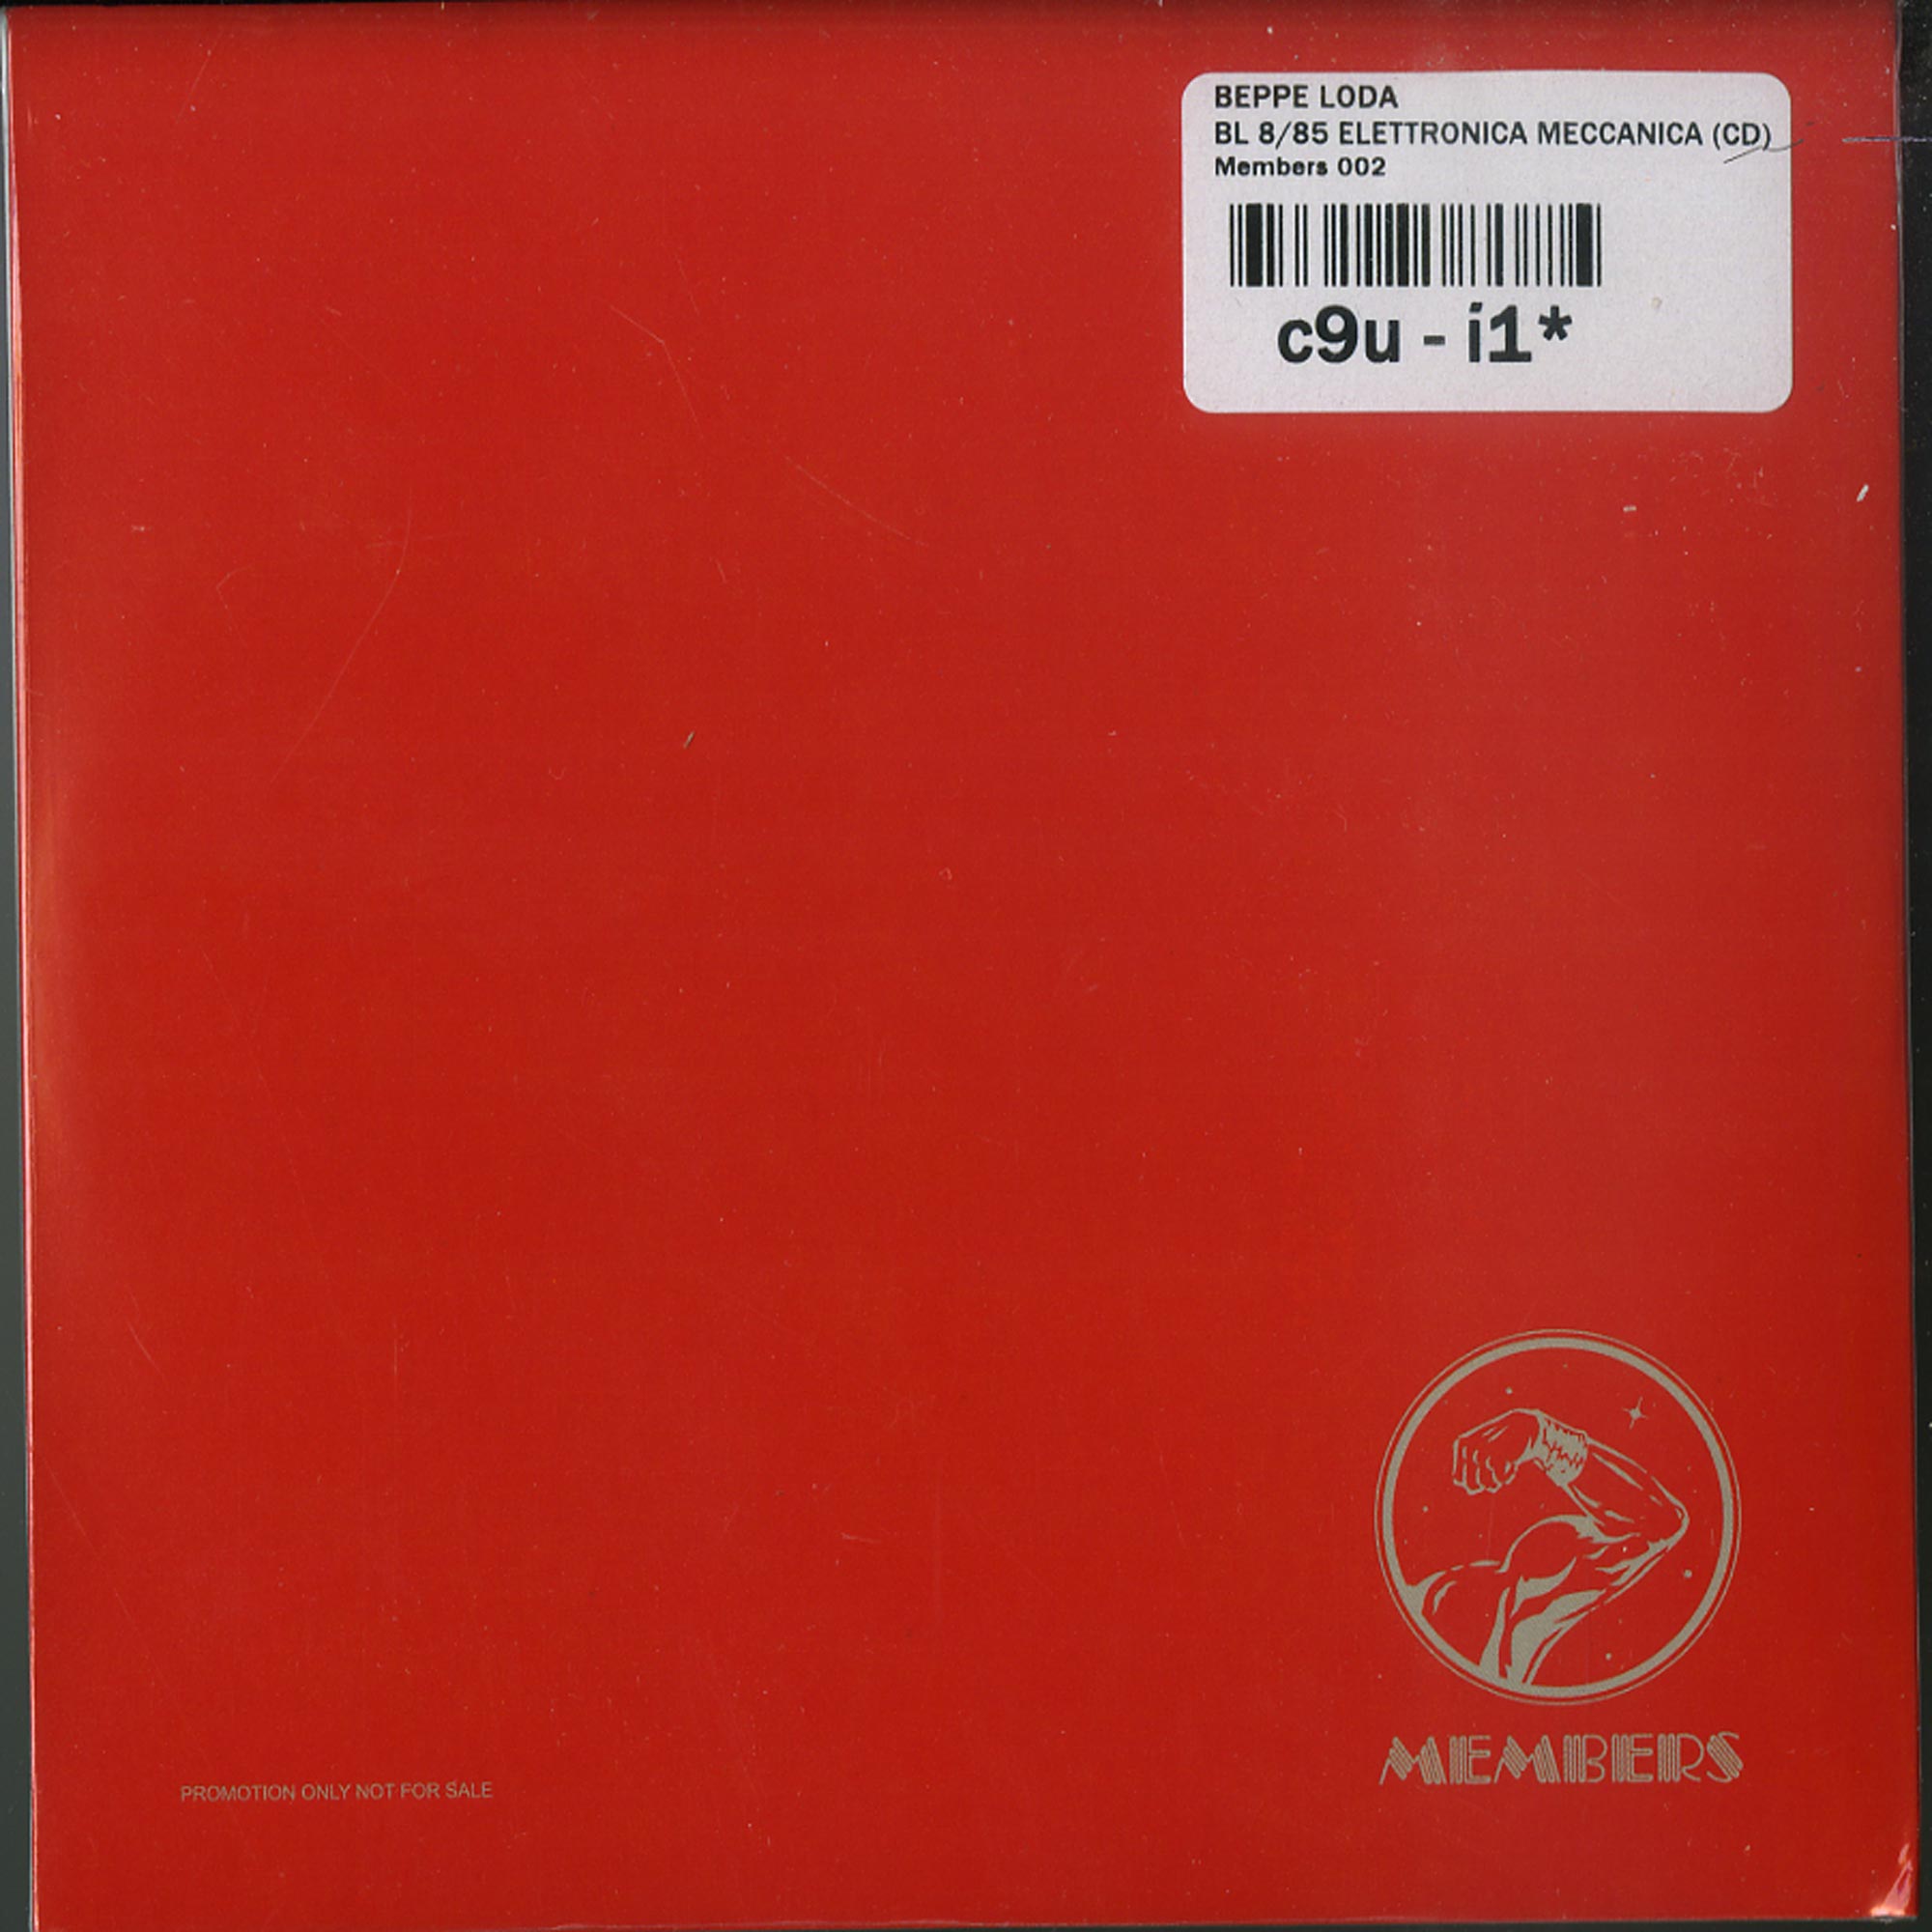 BEPPE LODA
BL 8/85 ELETTRONICA MECCANICA (CD)
Members 002
c9u - i1*
MEMBERS
PROMOTION ONLY NOT FOR SALE